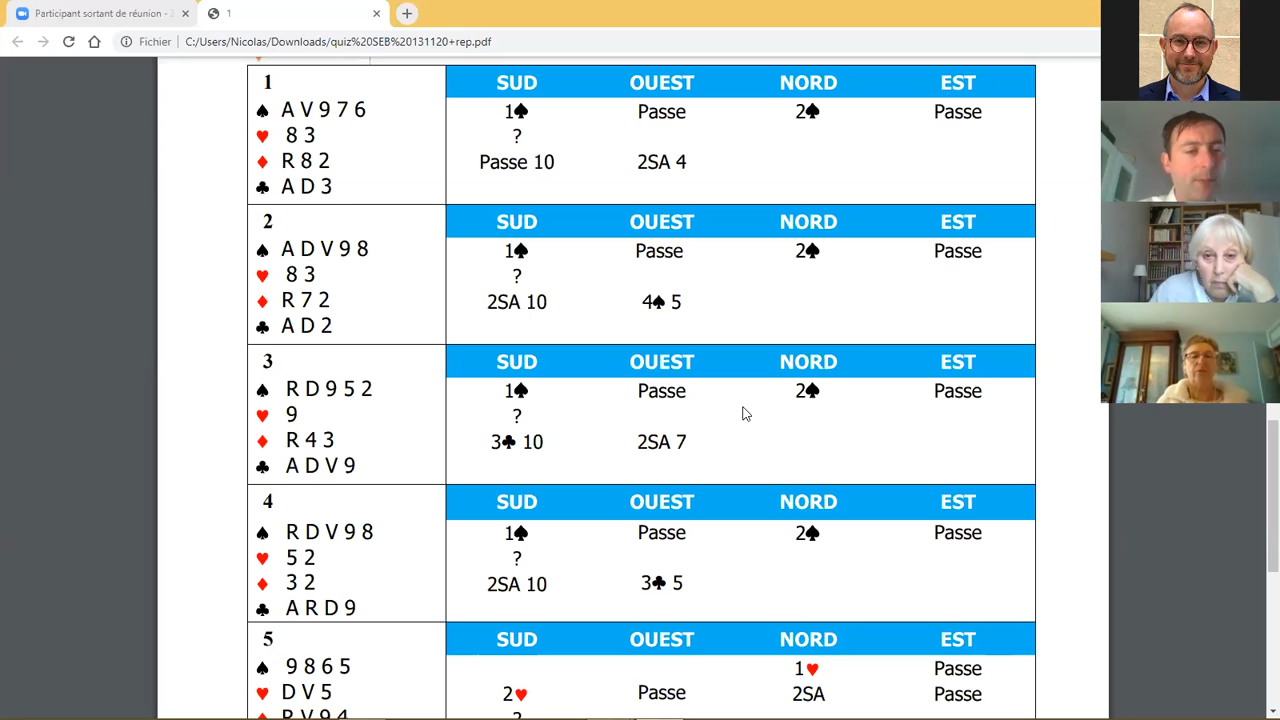 Participant sortant de réunion - 2
1
Fichier C:/Users/Nicolas/Downloads/quiz%20SEB%20131120+rep.pdf
1 SUD OUEST NORD EST
♠ A V 9 7 6 1♠ Passe 2♠ Passe
♥ 8 3 ?
♦ R 8 2 Passe 10 2SA 4
♣ A D 3
2 SUD OUEST NORD EST
♠ A D V 9 8 1♠ Passe 2♠ Passe
♥ 8 3 ?
♦ R 7 2 2SA 10 4♠ 5
♣ A D 2
3 SUD OUEST NORD EST
♠ R D 9 5 2 1♠ Passe 2♠ Passe
♥ 9 ?
♦ R 4 3 3♣ 10 2SA 7
♣ A D V 9
4 SUD OUEST NORD EST
♠ R D V 9 8 1♠ Passe 2♠ Passe
♥ 5 2 ?
♦ 3 2 2SA 10 3♣ 5
♣ A R D 9
5 SUD OUEST NORD EST
♠ 9 8 6 5 1♥ Passe
♥ D V 5 2♥ Passe 2SA Passe
♦ R V 9 4 ?